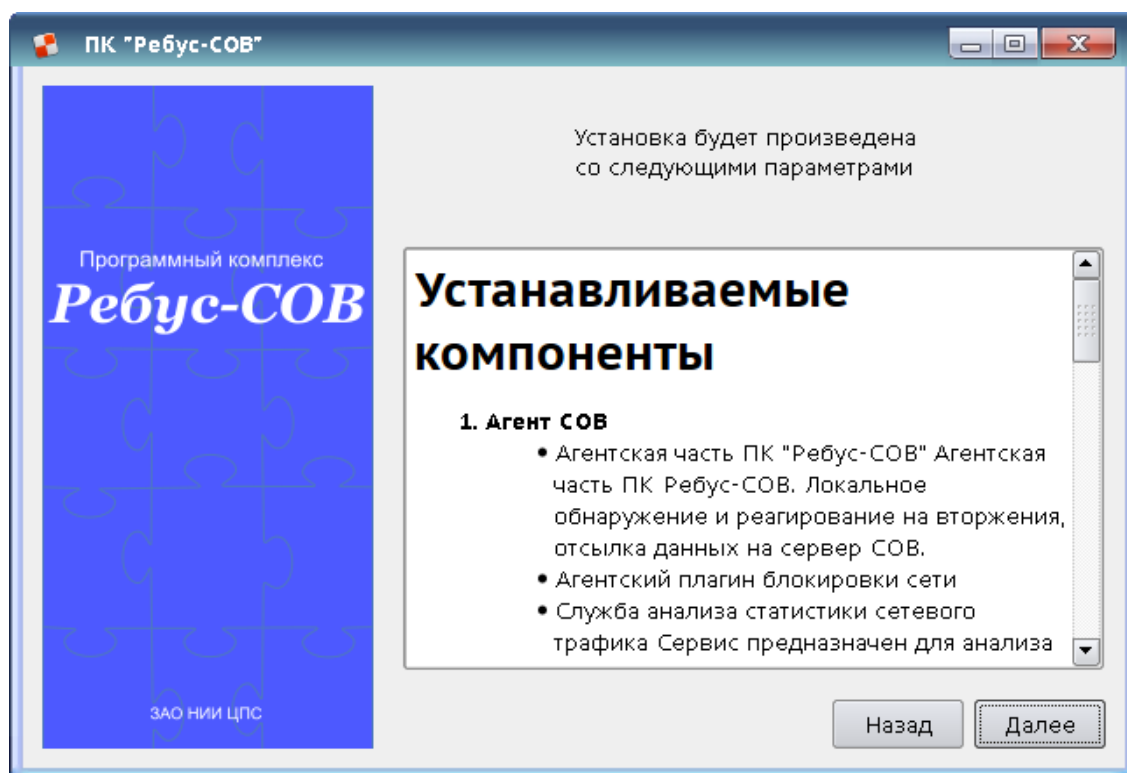 ПК "Ребус-СОВ"
Программный комплекс
Ребус-СОВ
ЗАО НИИ ЦПС
Установка будет произведена
со следующими параметрами
Устанавливаемые
компоненты
1. Агент СОВ
• Агентская часть ПК "Ребус-СОВ" Агентская
часть ПК Ребус-СОВ. Локальное
обнаружение и реагирование на вторжения,
отсылка данных на сервер СОВ.
• Агентский плагин блокировки сети
• Служба анализа статистики сетевого
трафика Сервис предназначен для анализа
Назад
Далее